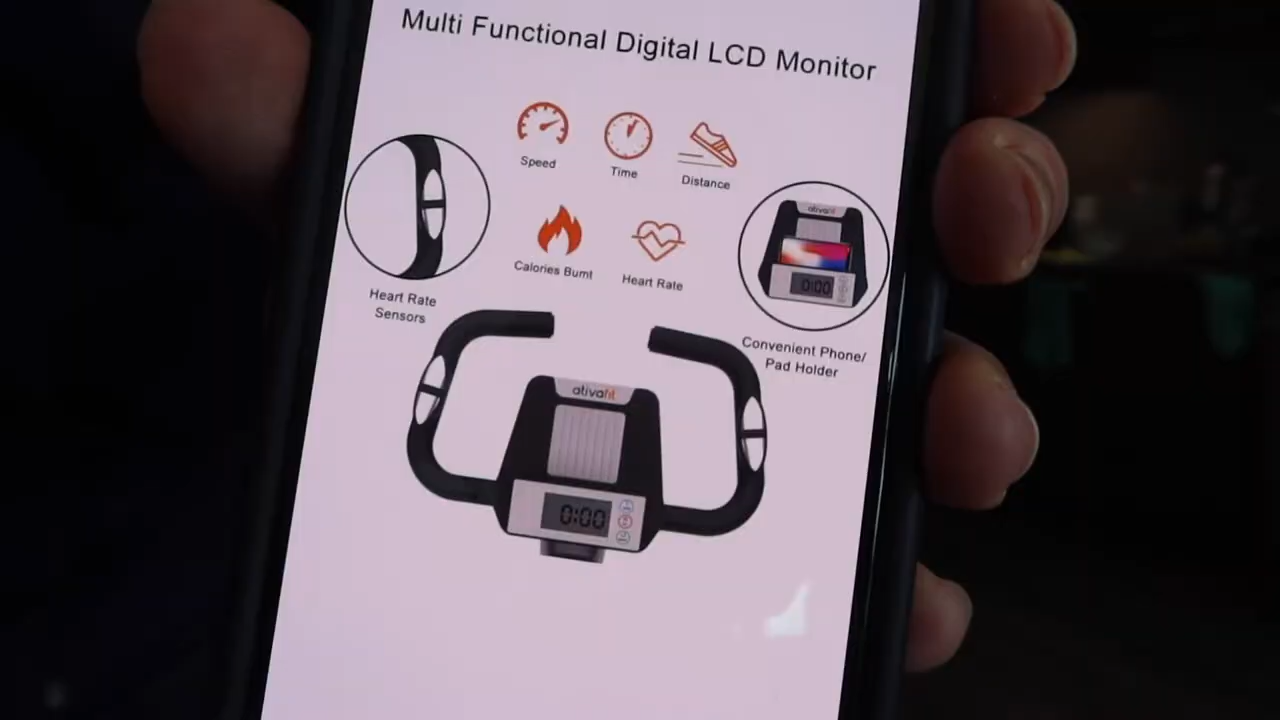 Multi Functional Digital LCD Monitor
Speed
Time
Distance
Calories Burnt
Heart Rate
Heart Rate
Sensors
ativafit
0:00
Convenient Phone/
Pad Holder
ativafit
0:00